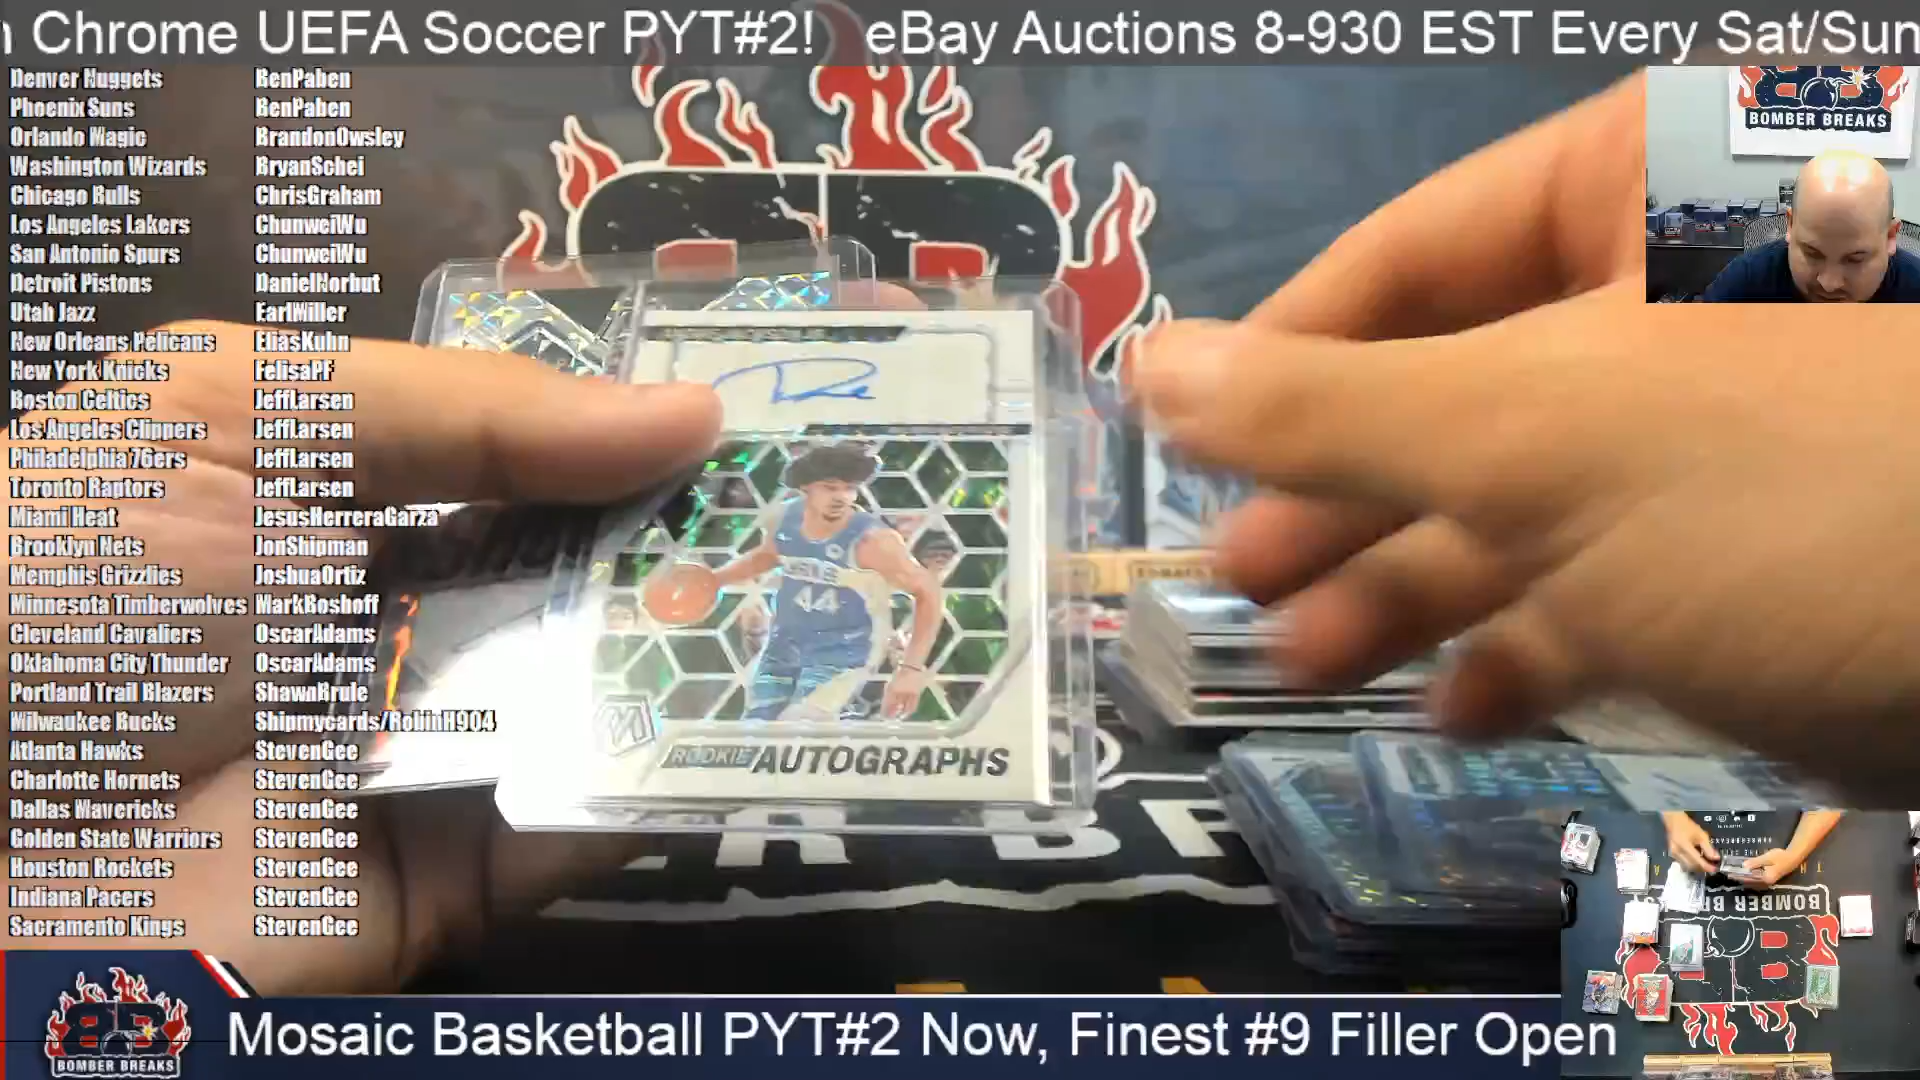 Chrome UEFA Soccer PYT#2! eBay Auctions 8-930 EST Every Sat/Sun
BOMBER BREAKS
Denver Nuggets BenPaben
Phoenix Suns BenPaben
Orlando Magic BrandonOwsley
Washington Wizards BryanSchei
Chicago Bulls ChrisGraham
Los Angeles Lakers ChunweiWu
San Antonio Spurs ChunweiWu
Detroit Pistons DanielNorbut
Utah Jazz EarlWiller
New Orleans Pelicans EliasKuhn
New York Knicks FelisaPF
Boston Celtics JeffLarsen
Los Angeles Clippers JeffLarsen
Philadelphia 76ers JeffLarsen
Toronto Raptors JeffLarsen
Miami Heat JesusHerreraGarza
Brooklyn Nets JonShipman
Memphis Grizzlies JoshuaOrtiz
Minnesota Timberwolves MarkBoshoff
Cleveland Cavaliers OscarAdams
Oklahoma City Thunder OscarAdams
Portland Trail Blazers ShawnBrule
Milwaukee Bucks Shipmycards/RobinH904
Atlanta Hawks StevenGee
Charlotte Hornets StevenGee
Dallas Mavericks StevenGee
Golden State Warriors StevenGee
Houston Rockets StevenGee
Indiana Pacers StevenGee
Sacramento Kings StevenGee
44
ROOKIE AUTOGRAPHS
BOMBER BR
BB
BOMBER BREAKS
Mosaic Basketball PYT#2 Now, Finest #9 Filler Open